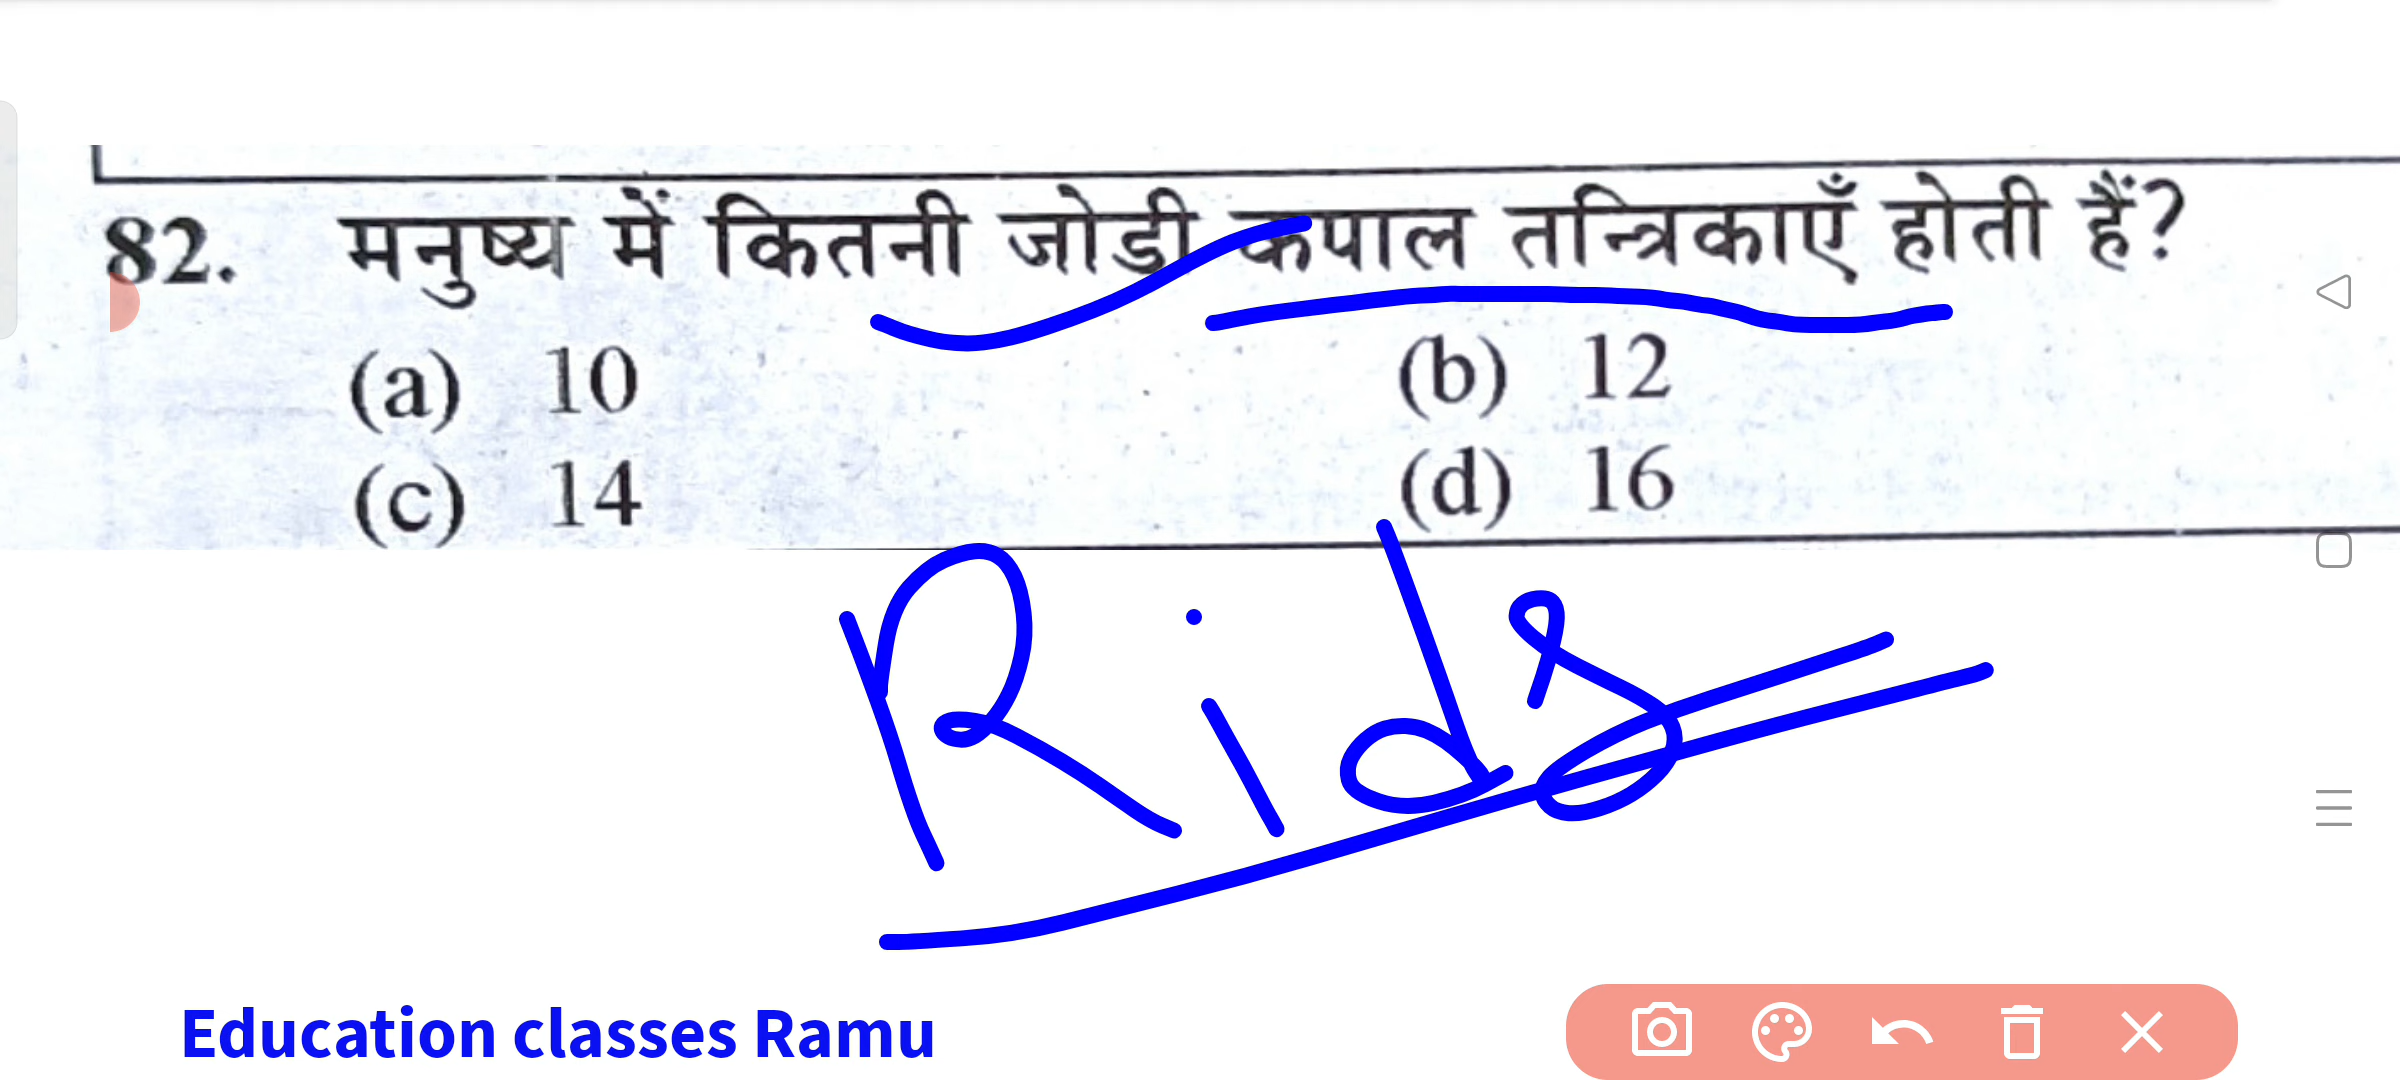 82. मनुष्य में कितनी जोड़ी कपाल तन्त्रिकाएँ होती हैं?
(a) 10 (b) 12
(c) 14 (d) 16
Rids
Education classes Ramu